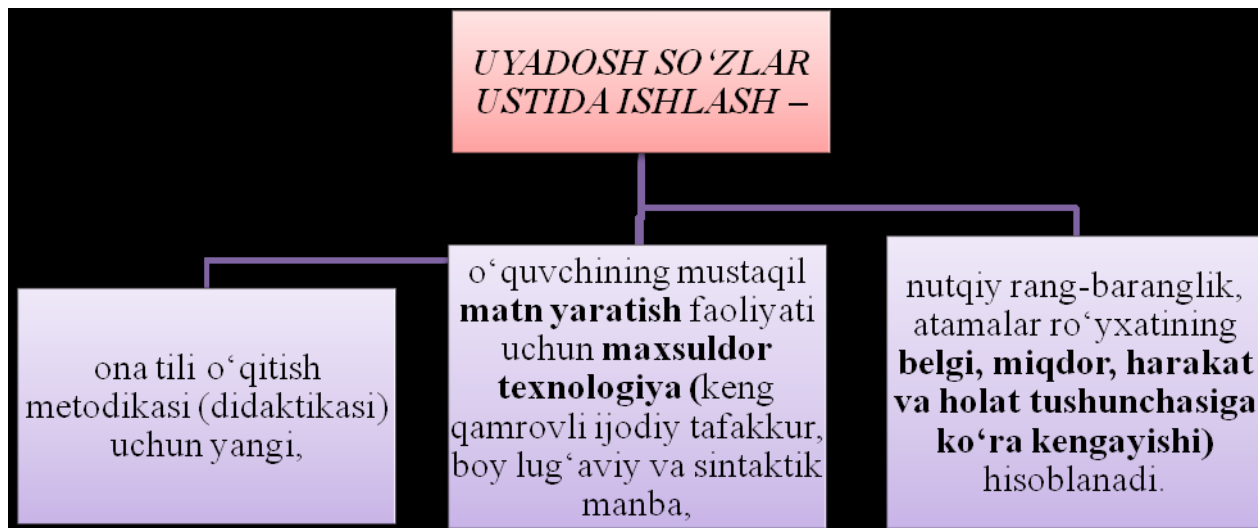 UYADOSH SO‘ZLAR
USTIDA ISHLASH –
ona tili o‘qitish
metodikasi (didaktikasi)
uchun yangi,
o‘quvchining mustaqil
matn yaratish faoliyati
uchun maxsuldor
texnologiya (keng
qamrovli ijodiy tafakkur,
boy lug‘aviy va sintaktik
manba,
nutqiy rang-baranglik,
atamalar ro‘yxatining
belgi, miqdor, harakat
va holat tushunchasiga
ko‘ra kengayishi)
hisoblanadi.